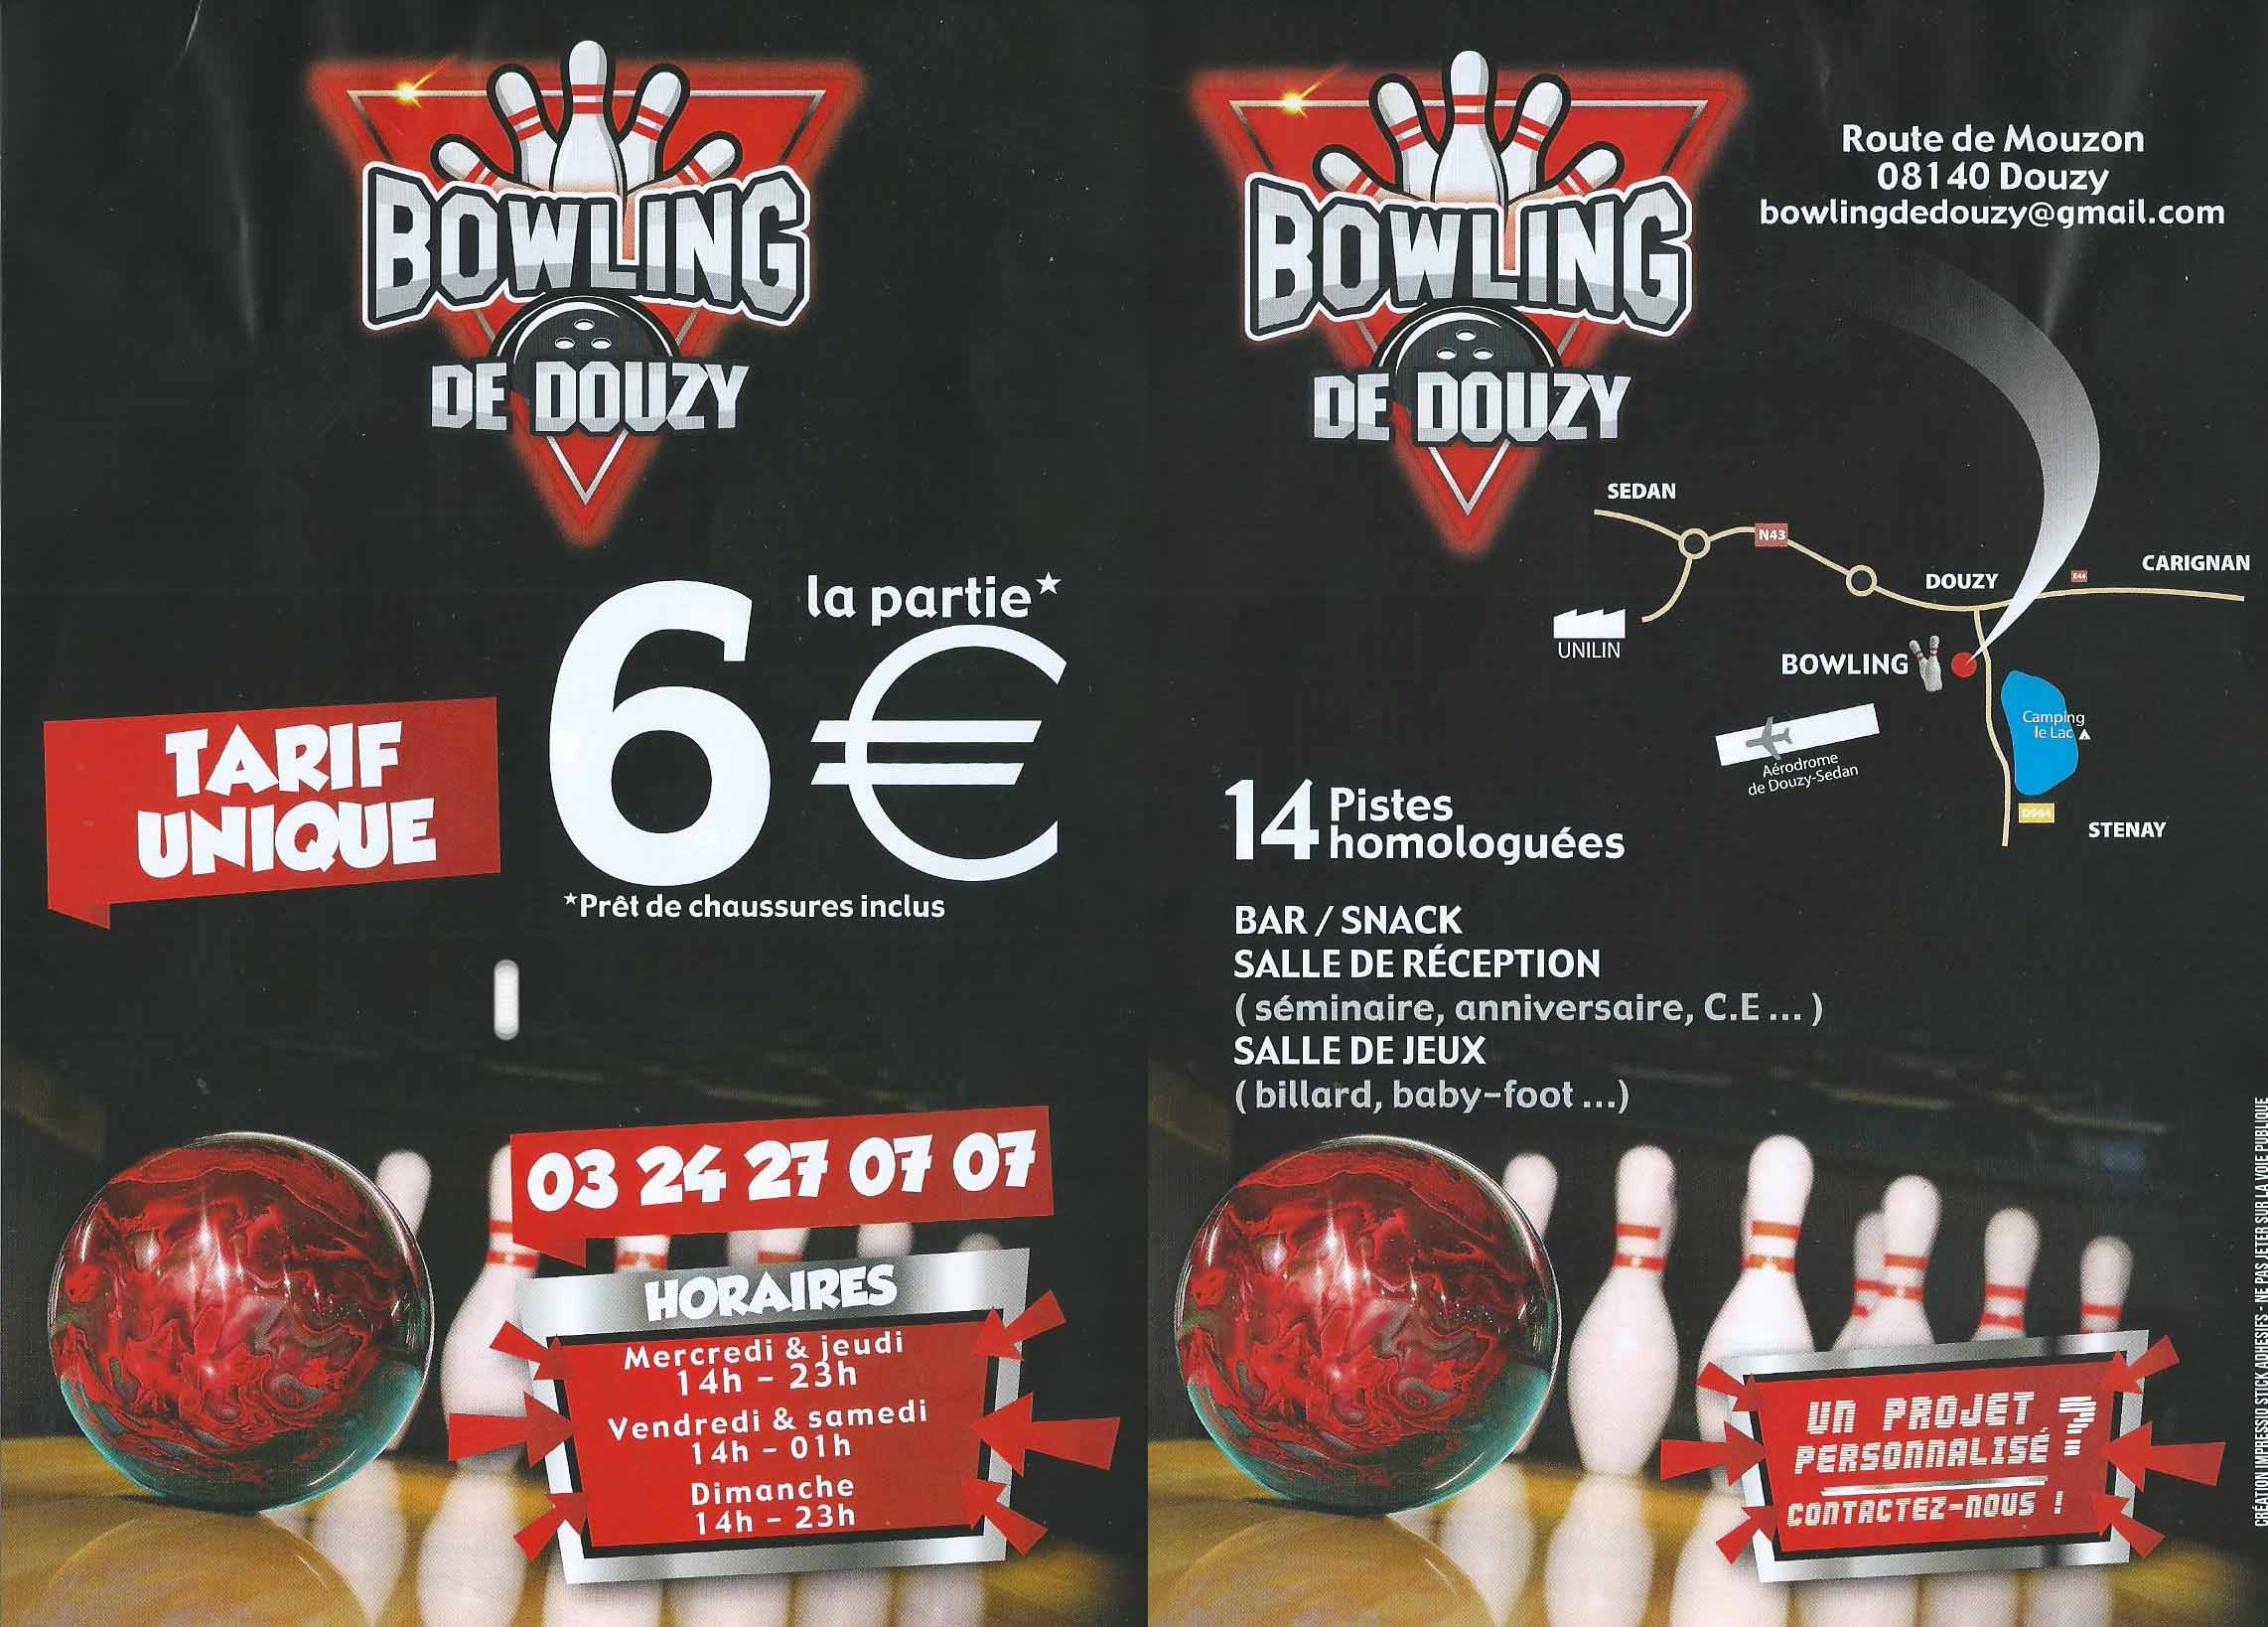 BOWLING
DE DOUZY
la partie*
6€
TARIF
UNIQUE
*Prêt de chaussures inclus
03 24 27 07 07
HORAIRES
Mercredi & jeudi
14h - 23h
Vendredi & samedi
14h - 01h
Dimanche
14h - 23h
BOWLING
DE DOUZY
Route de Mouzon
08140 Douzy
bowlingdedouzy@gmail.com
SEDAN
N43
CARIGNAN
DOUZY
E44
UNILIN
BOWLING
Camping
le Lac
Aérodrome
de Douzy-Sedan
D964
STENAY
14 Pistes
homologuées
BAR / SNACK
SALLE DE RÉCEPTION
( séminaire, anniversaire, C.E ... )
SALLE DE JEUX
( billard, baby-foot ...)
UN PROJET
PERSONNALISÉ ?
CONTACTEZ-NOUS !
CRÉATION IMPRESSIO STICK ADHESIFS - NE PAS JETER SUR LA VOIE PUBLIQUE